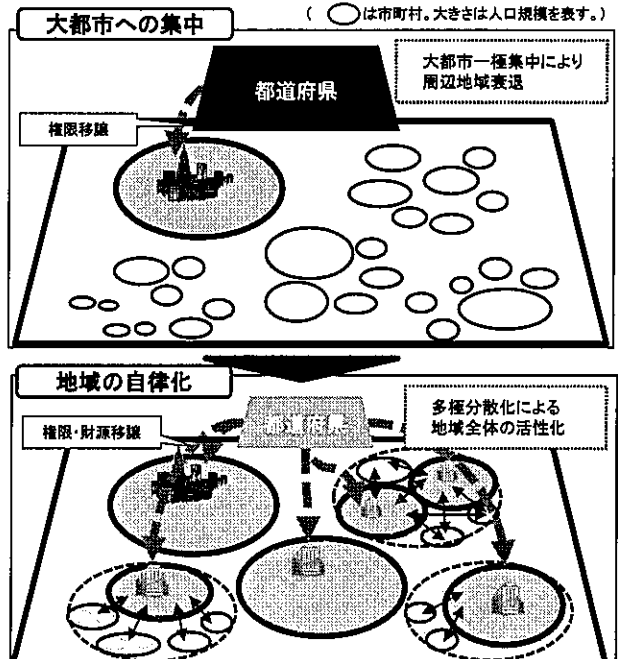 大都市への集中
（ ◯は市町村。大きさは人口規模を表す。）
都道府県
大都市一極集中により
周辺地域衰退
権限移譲
地域の自律化
都道府県
多極分散化による
地域全体の活性化
権限・財源移譲